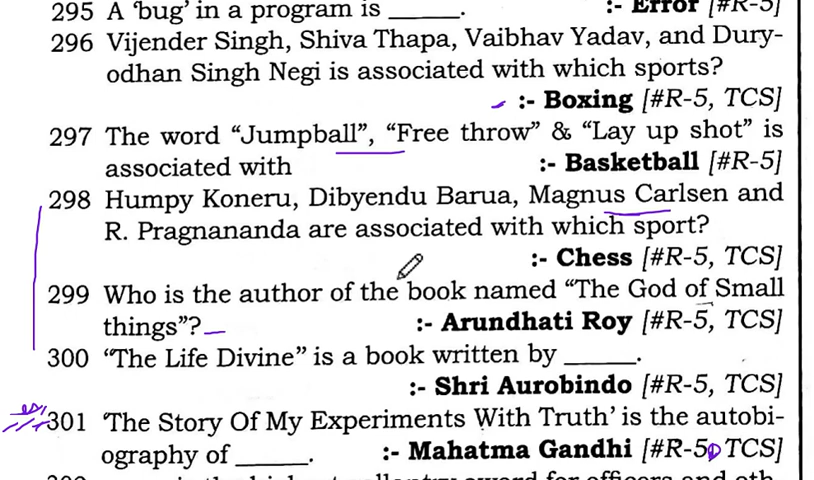 295 A 'bug' in a program is ______. :- Error [#R-5]
296 Vijender Singh, Shiva Thapa, Vaibhav Yadav, and Dury-
odhan Singh Negi is associated with which sports?
:- Boxing [#R-5, TCS]
297 The word “Jumpball”, “Free throw” & “Lay up shot” is
associated with :- Basketball [#R-5]
298 Humpy Koneru, Dibyendu Barua, Magnus Carlsen and
R. Pragnananda are associated with which sport?
:- Chess [#R-5, TCS]
299 Who is the author of the book named “The God of Small
things”? :- Arundhati Roy [#R-5, TCS]
300 “The Life Divine” is a book written by ______.
:- Shri Aurobindo [#R-5, TCS]
301 'The Story Of My Experiments With Truth' is the autobi-
ography of ______. :- Mahatma Gandhi [#R-5, TCS]